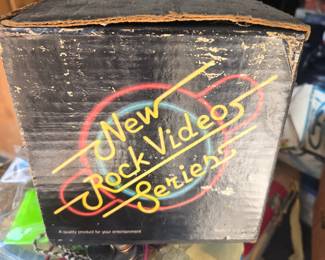 New
Rock Video
Series
A quality product for your entertainment